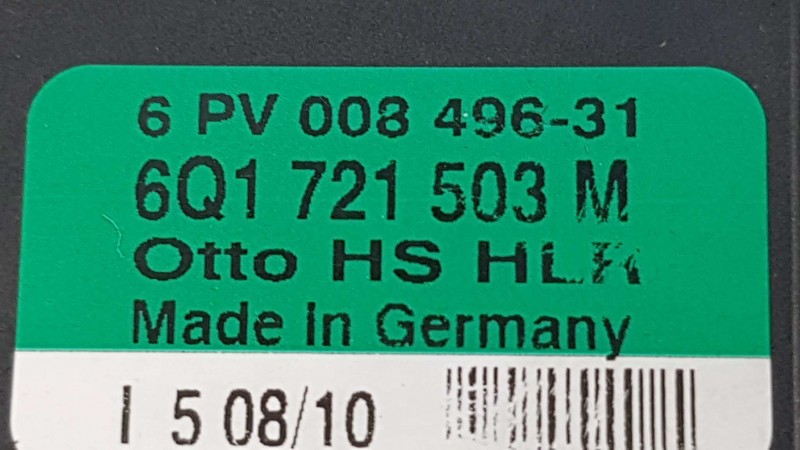 6 PV 008 496-31
6Q1 721 503 M
Otto HS HLR
Made in Germany
I 5 08/10